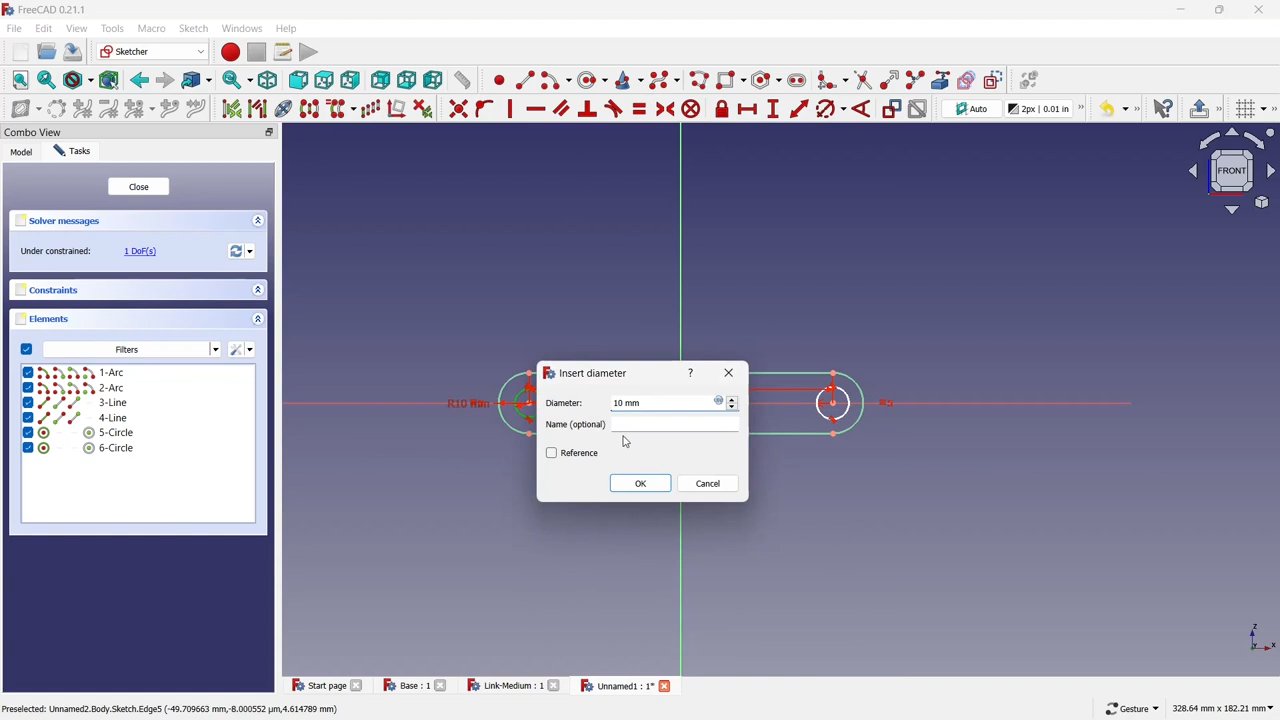 FreeCAD 0.21.1
File Edit View Tools Macro Sketch Windows Help
Sketcher
Auto 2px | 0.01 in
Combo View
Model Tasks
FRONT
Close
Solver messages
Under constrained: 1 DoF(s)
Constraints
Elements
Filters
1-Arc
2-Arc
3-Line
4-Line
5-Circle
6-Circle
Insert diameter
Diameter: 10 mm
Name (optional)
Reference
OK Cancel
R10 mm
z
x
Start page Base : 1 Link-Medium : 1 Unnamed1 : 1*
Preselected: Unnamed2.Body.Sketch.Edge5 (-49.709663 mm,-8.000552 µm,4.614789 mm) Gesture 328.64 mm x 182.21 mm